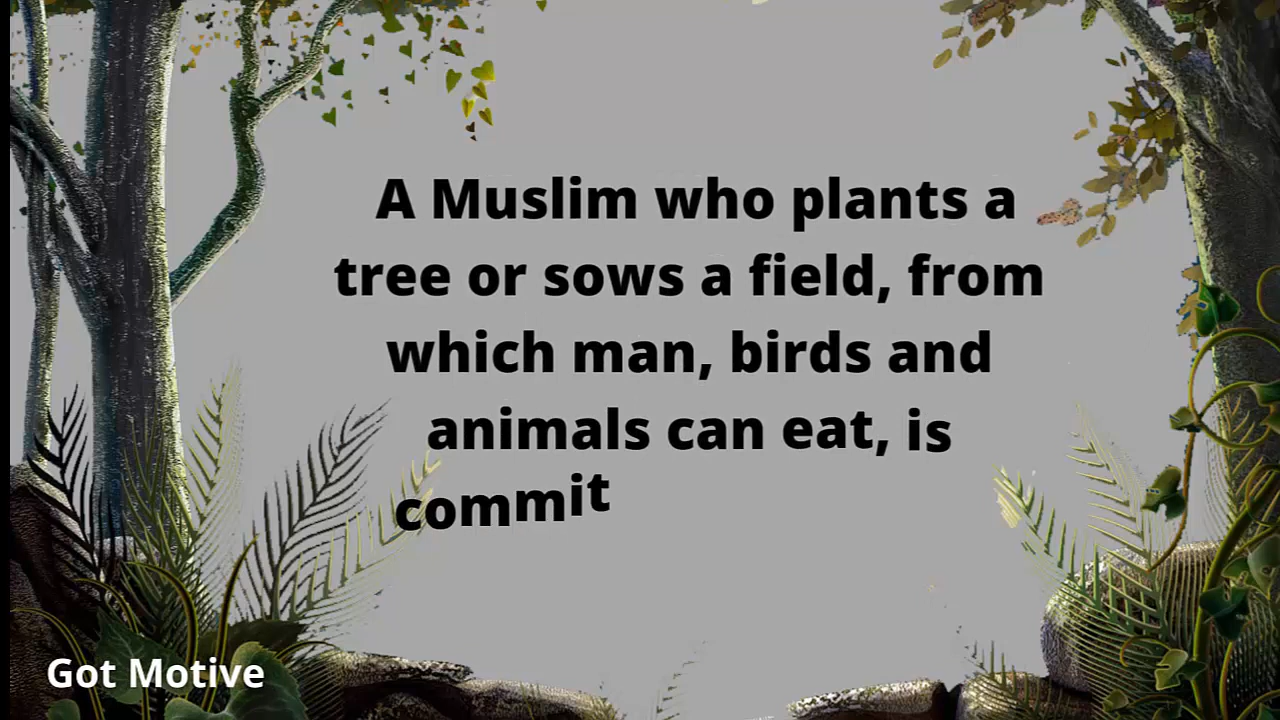 A Muslim who plants a
tree or sows a field, from
which man, birds and
animals can eat, is
commit
Got Motive